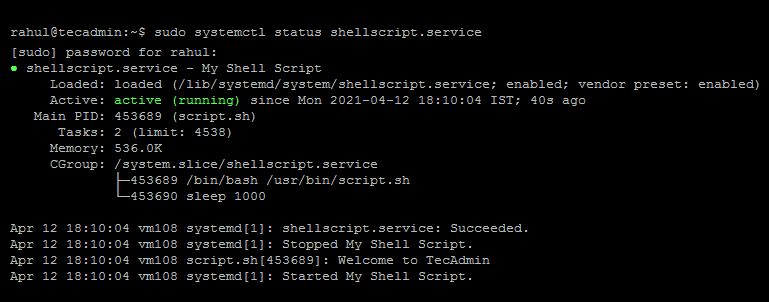 rahul@tecadmin:~$ sudo systemctl status shellscript.service
[sudo] password for rahul:
● shellscript.service - My Shell Script
Loaded: loaded (/lib/systemd/system/shellscript.service; enabled; vendor preset: enabled)
Active: active (running) since Mon 2021-04-12 18:10:04 IST; 40s ago
Main PID: 453689 (script.sh)
Tasks: 2 (limit: 4538)
Memory: 536.0K
CGroup: /system.slice/shellscript.service
├─453689 /bin/bash /usr/bin/script.sh
└─453690 sleep 1000
Apr 12 18:10:04 vm108 systemd[1]: shellscript.service: Succeeded.
Apr 12 18:10:04 vm108 systemd[1]: Stopped My Shell Script.
Apr 12 18:10:04 vm108 script.sh[453689]: Welcome to TecAdmin
Apr 12 18:10:04 vm108 systemd[1]: Started My Shell Script.